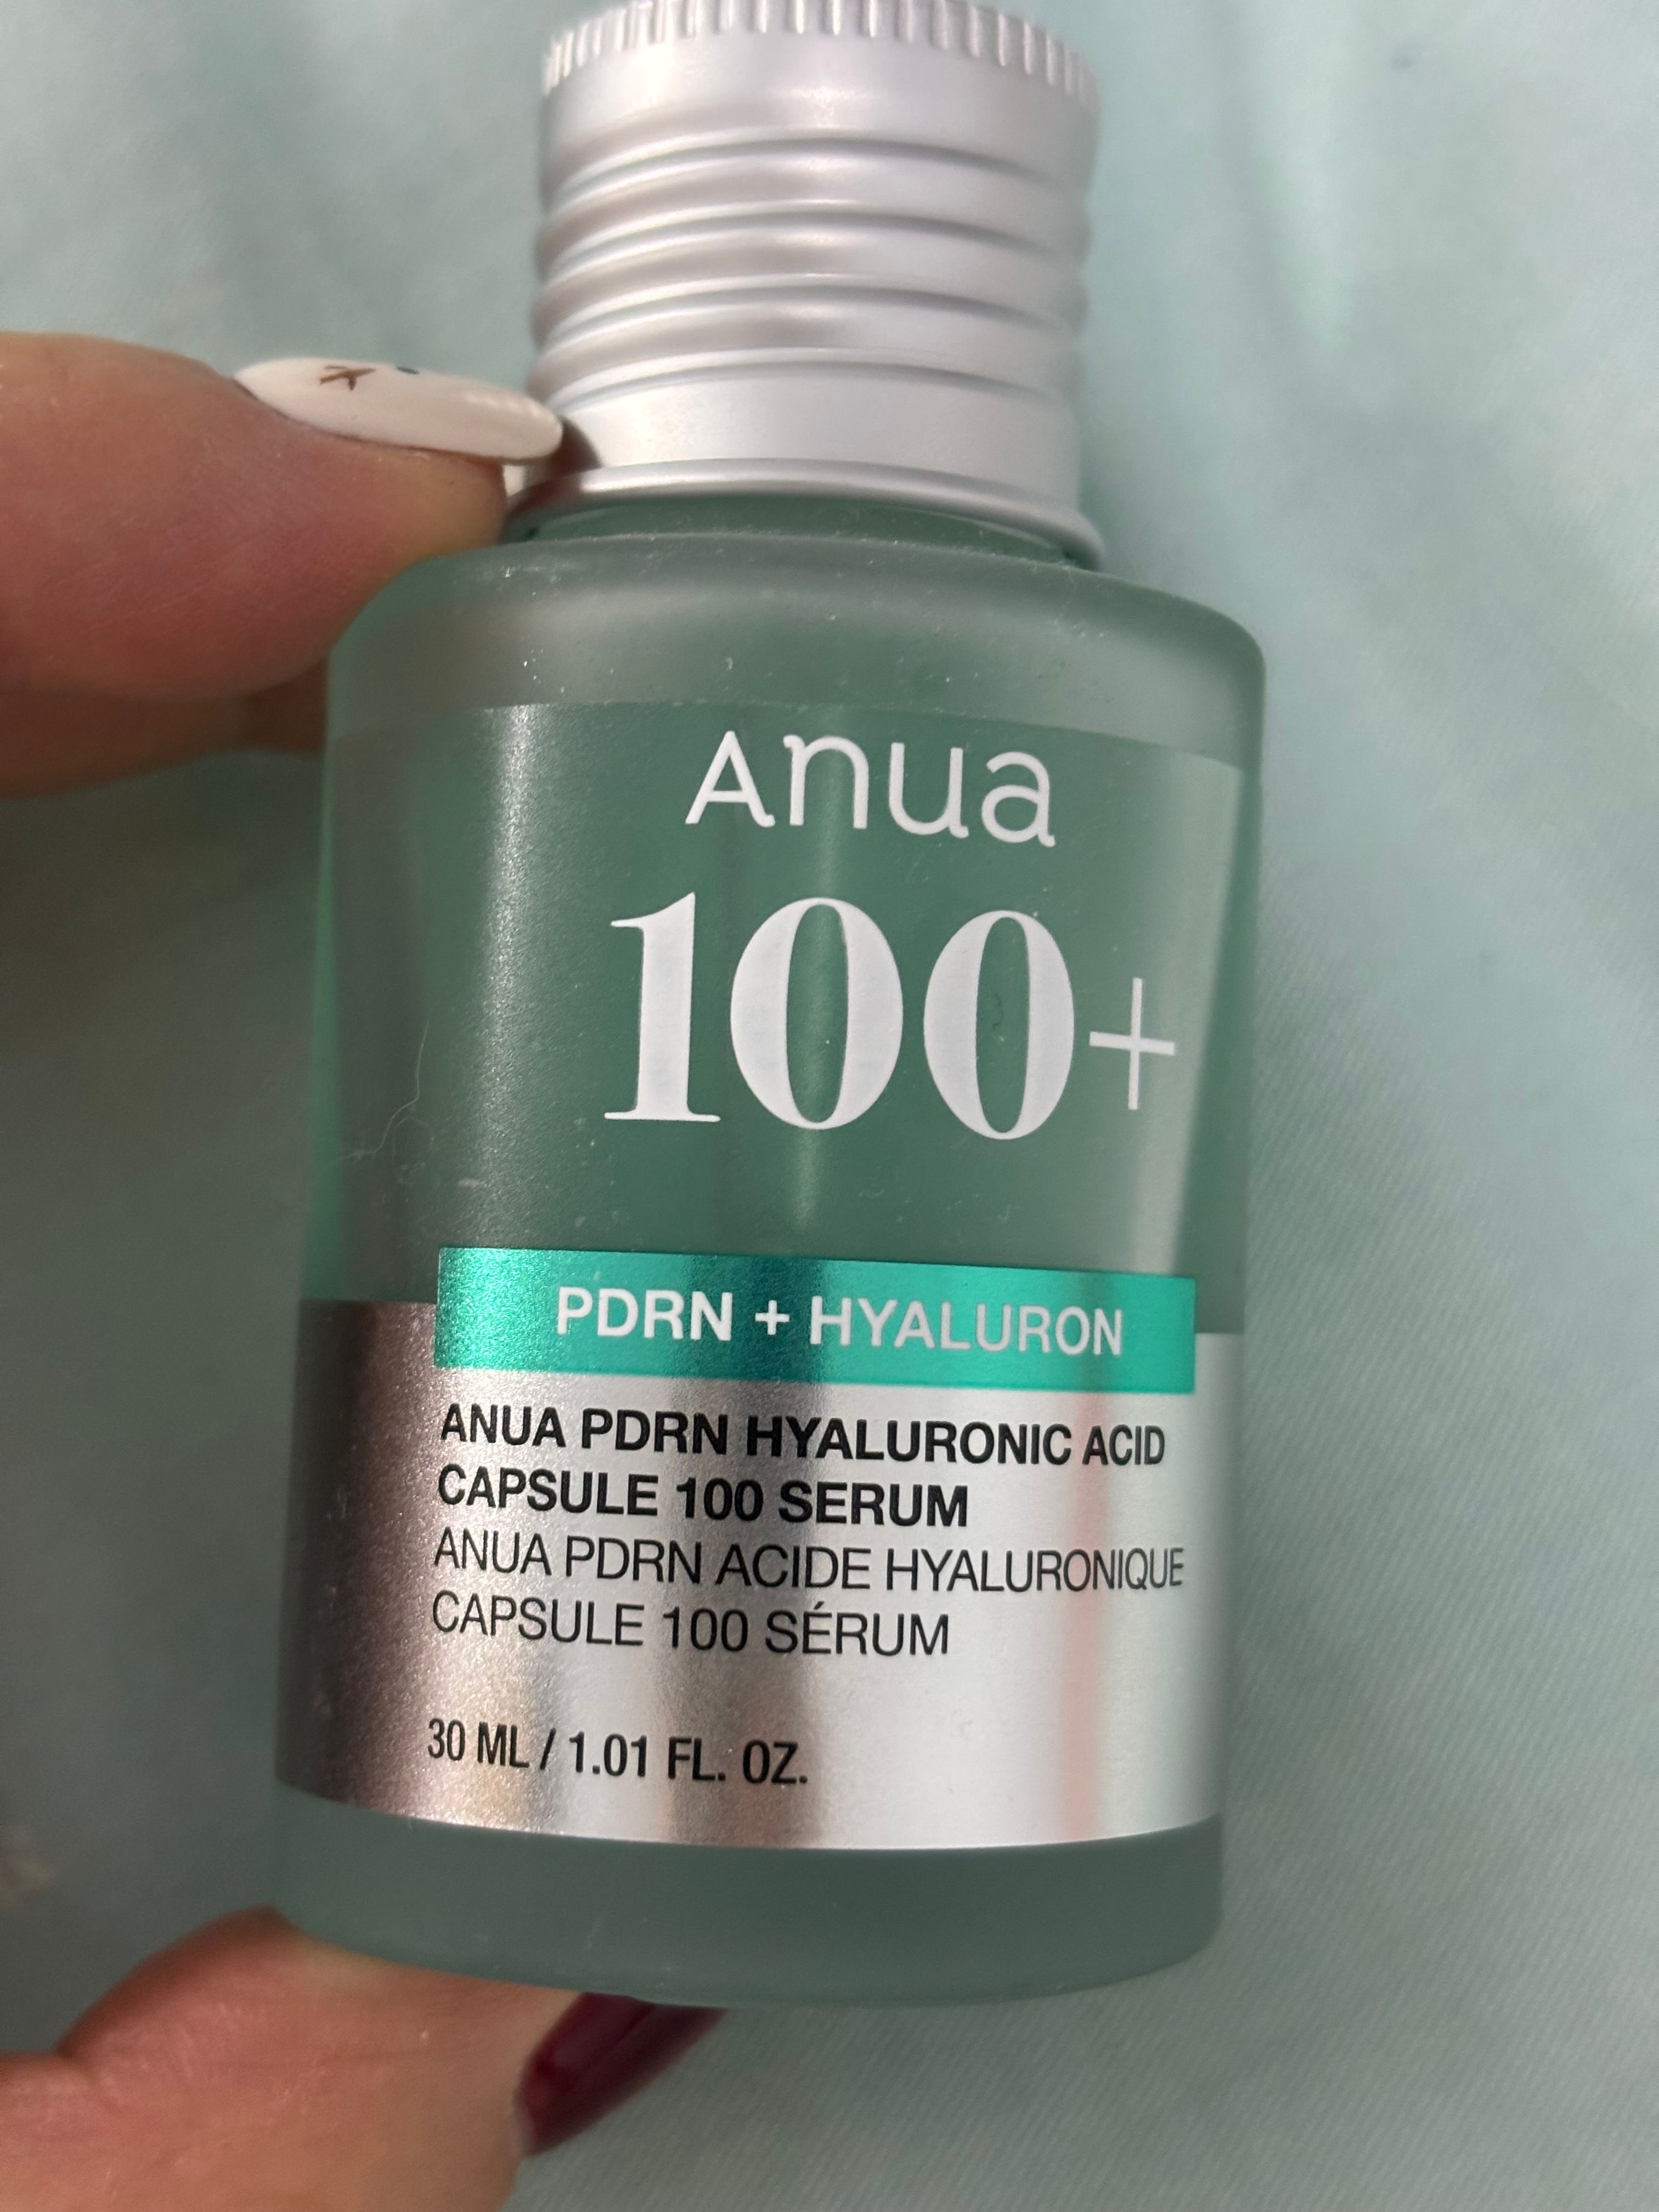 Anua
100+
PDRN + HYALURON
ANUA PDRN HYALURONIC ACID
CAPSULE 100 SERUM
ANUA PDRN ACIDE HYALURONIQUE
CAPSULE 100 SÉRUM
30 ML / 1.01 FL. OZ.